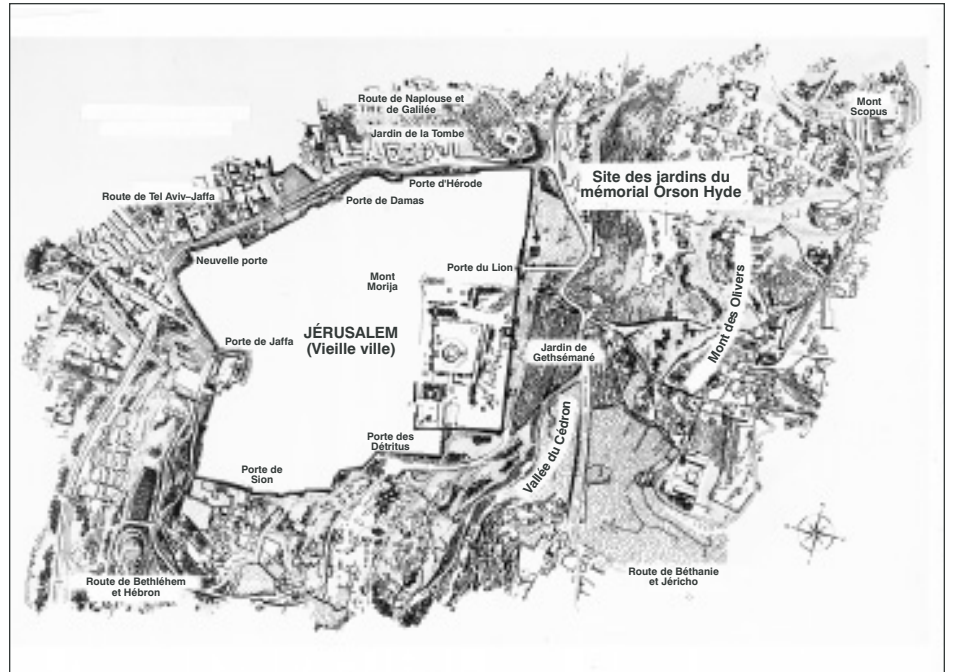 Route de Naplouse et
de Galilée
Mont
Scopus
Jardin de la Tombe
Site des jardins du
mémorial Orson Hyde
Porte d'Hérode
Route de Tel Aviv–Jaffa
Porte de Damas
Neuvelle porte
Porte du Lion
Mont
Morija
Mont des Olivers
JÉRUSALEM
(Vieille ville)
Porte de Jaffa
Jardin de
Gethsémané
Porte des
Détritus
Vallée du Cédron
Porte de
Sion
Route de Béthanie
et Jéricho
Route de Bethléhem
et Hébron